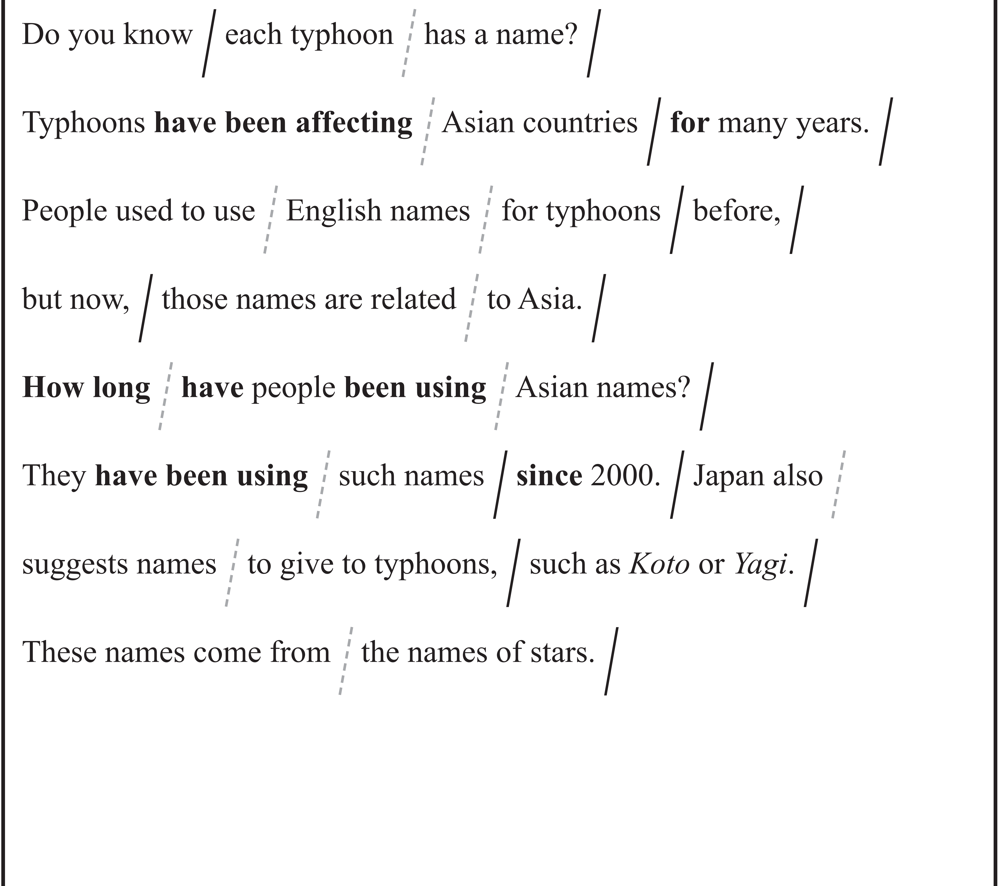 Do you know / each typhoon / has a name? /
Typhoons have been affecting / Asian countries / for many years. /
People used to use / English names / for typhoons / before, /
but now, / those names are related / to Asia. /
How long / have people been using / Asian names? /
They have been using / such names / since 2000. / Japan also /
suggests names / to give to typhoons, / such as Koto or Yagi. /
These names come from / the names of stars. /